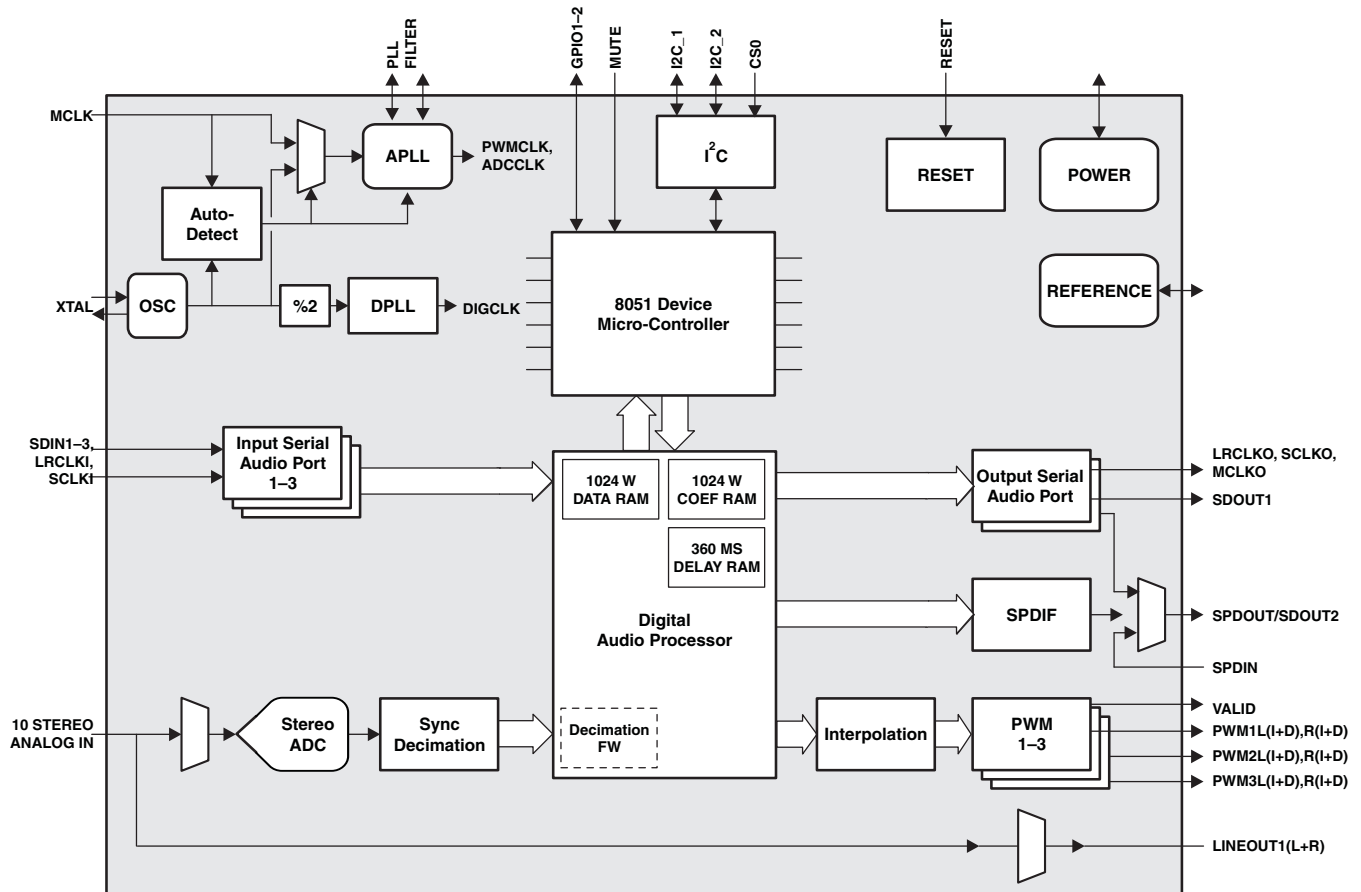 PLL
FILTER
GPIO1–2
MUTE
I2C_1
I2C_2
CS0
RESET
MCLK
APLL
PWMCLK,
ADCCLK
I²C
RESET
POWER
Auto-
Detect
XTAL
OSC
%2
DPLL
DIGCLK
8051 Device
Micro-Controller
REFERENCE
SDIN1–3,
LRCLKI,
SCLKI
Input Serial
Audio Port
1–3
1024 W
DATA RAM
1024 W
COEF RAM
360 MS
DELAY RAM
Output Serial
Audio Port
LRCLKO, SCLKO,
MCLKO
SDOUT1
Digital
Audio Processor
SPDIF
SPDOUT/SDOUT2
SPDIN
10 STEREO
ANALOG IN
Stereo
ADC
Sync
Decimation
Decimation
FW
Interpolation
PWM
1–3
VALID
PWM1L(I+D),R(I+D)
PWM2L(I+D),R(I+D)
PWM3L(I+D),R(I+D)
LINEOUT1(L+R)